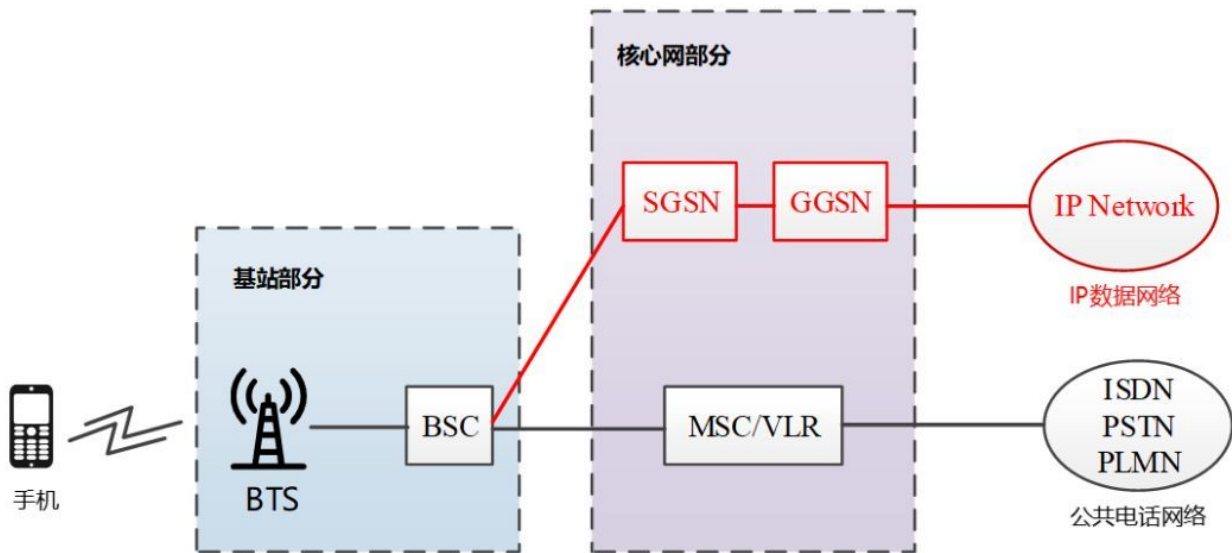 核心网部分
SGSN
GGSN
IP Network
IP数据网络
基站部分
手机
BTS
BSC
MSC/VLR
ISDN
PSTN
PLMN
公共电话网络